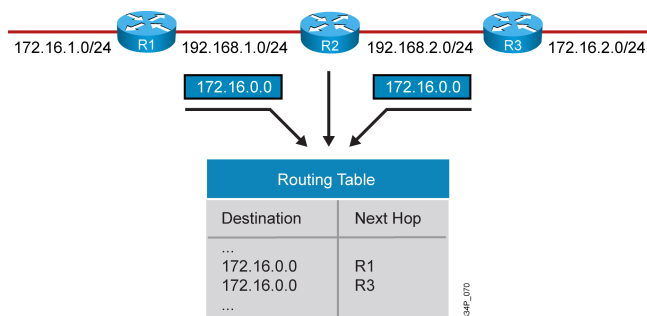 172.16.1.0/24 R1 192.168.1.0/24 R2 192.168.2.0/24 R3 172.16.2.0/24
172.16.0.0 172.16.0.0
Routing Table
Destination Next Hop
...
172.16.0.0 R1
172.16.0.0 R3
...
34P_070